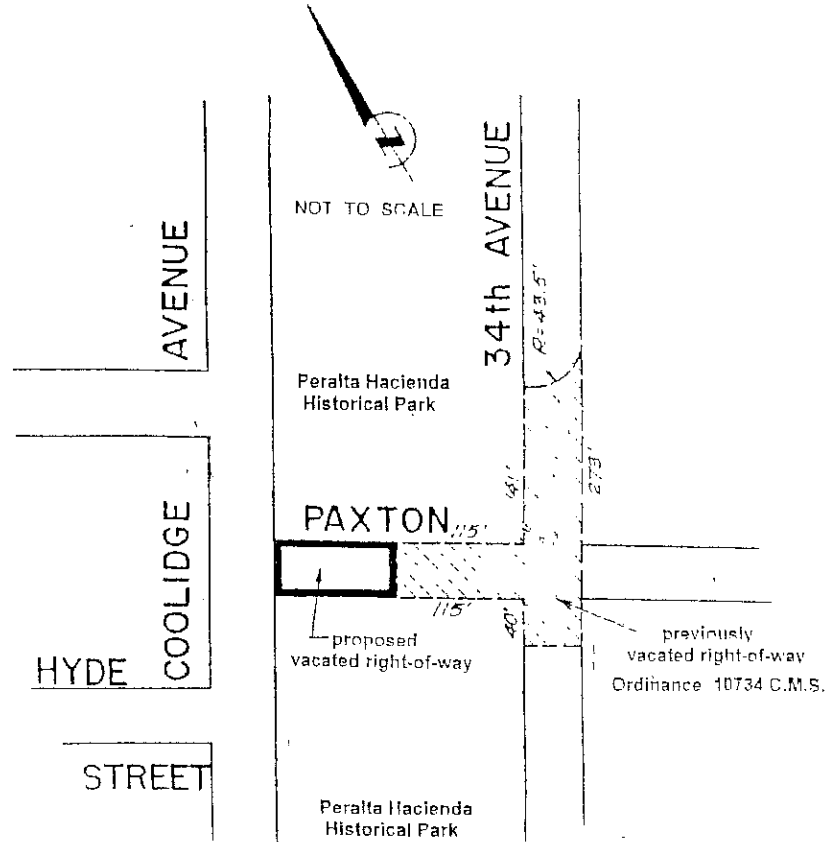 N
NOT TO SCALE
34th AVENUE
AVENUE
R=43.5'
Peralta Hacienda
Historical Park
141'
273'
PAXTON
115'
115'
40'
COOLIDGE
proposed
vacated right-of-way
previously
vacated right-of-way
Ordinance 10734 C.M.S.
HYDE
STREET
Peralta Hacienda
Historical Park